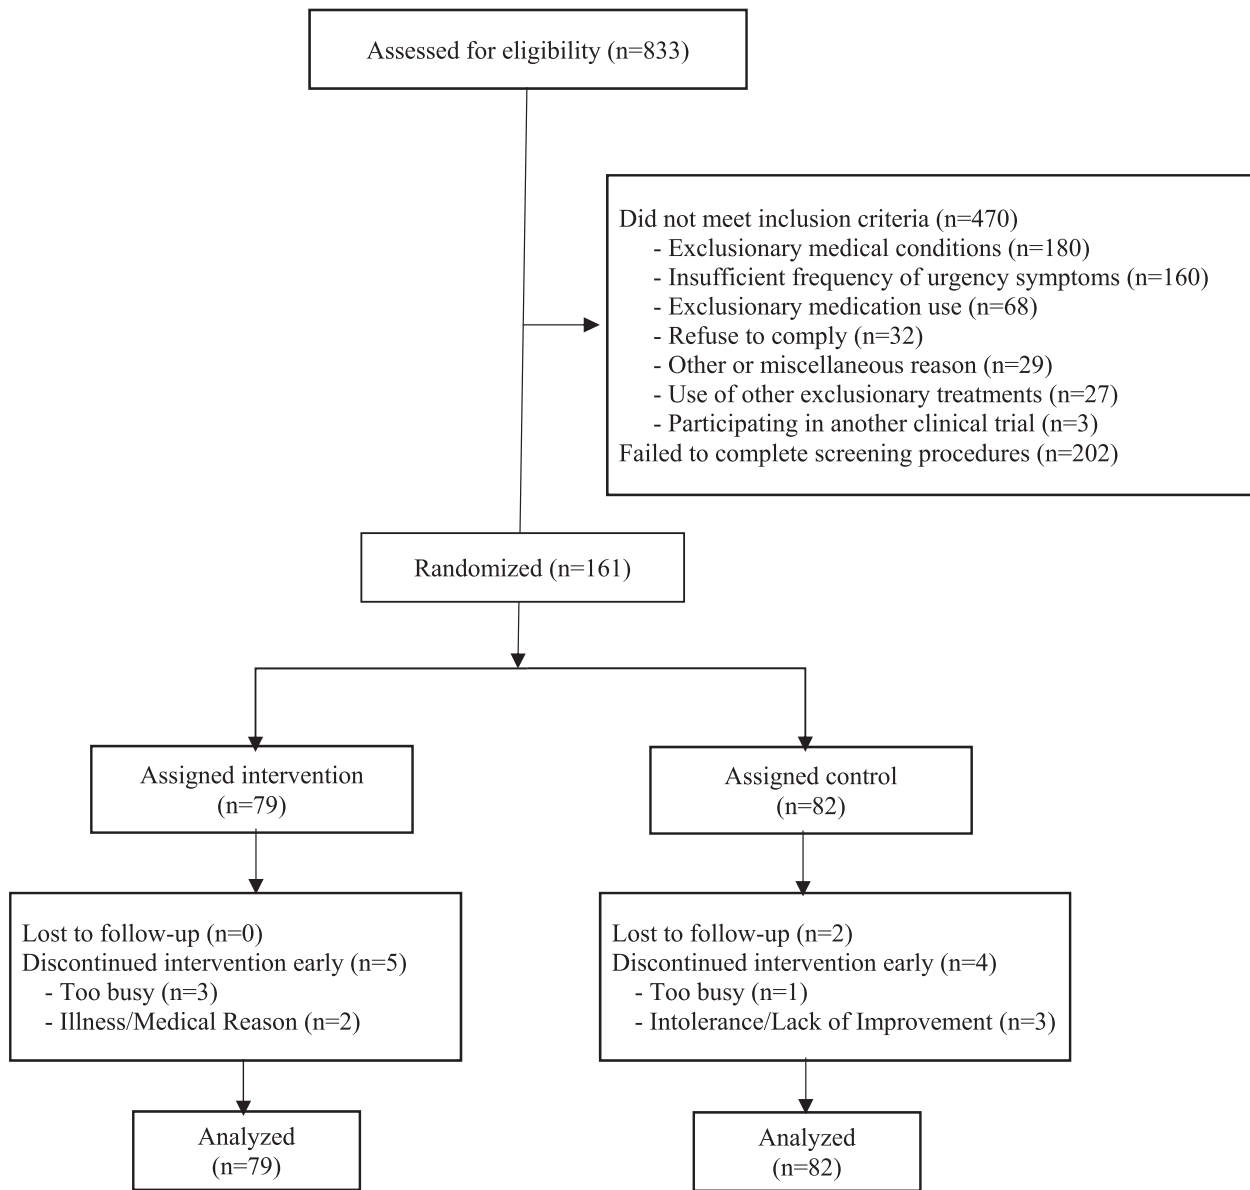 Assessed for eligibility (n=833)
Did not meet inclusion criteria (n=470)
- Exclusionary medical conditions (n=180)
- Insufficient frequency of urgency symptoms (n=160)
- Exclusionary medication use (n=68)
- Refuse to comply (n=32)
- Other or miscellaneous reason (n=29)
- Use of other exclusionary treatments (n=27)
- Participating in another clinical trial (n=3)
Failed to complete screening procedures (n=202)
Randomized (n=161)
Assigned intervention
(n=79)
Assigned control
(n=82)
Lost to follow-up (n=0)
Discontinued intervention early (n=5)
- Too busy (n=3)
- Illness/Medical Reason (n=2)
Lost to follow-up (n=2)
Discontinued intervention early (n=4)
- Too busy (n=1)
- Intolerance/Lack of Improvement (n=3)
Analyzed
(n=79)
Analyzed
(n=82)